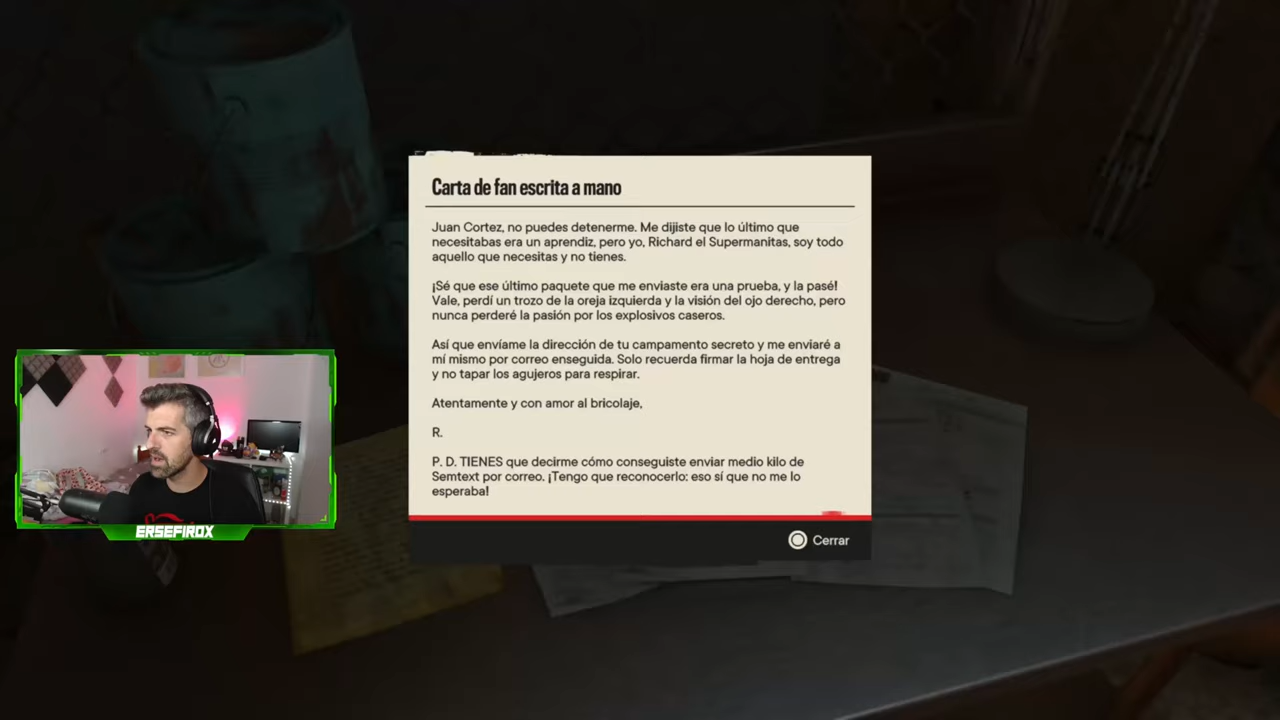 Carta de fan escrita a mano
Juan Cortez, no puedes detenerme. Me dijiste que lo último que
necesitabas era un aprendiz, pero yo, Richard el Supermanitas, soy todo
aquello que necesitas y no tienes.
¡Sé que ese último paquete que me enviaste era una prueba, y la pasé!
Vale, perdí un trozo de la oreja izquierda y la visión del ojo derecho, pero
nunca perderé la pasión por los explosivos caseros.
Así que envíame la dirección de tu campamento secreto y me enviaré a
mí mismo por correo enseguida. Solo recuerda firmar la hoja de entrega
y no tapar los agujeros para respirar.
Atentamente y con amor al bricolaje,
R.
P. D. TIENES que decirme cómo conseguiste enviar medio kilo de
Semtext por correo. ¡Tengo que reconocerlo: eso sí que no me lo
esperaba!
Cerrar
ERSEFIROX